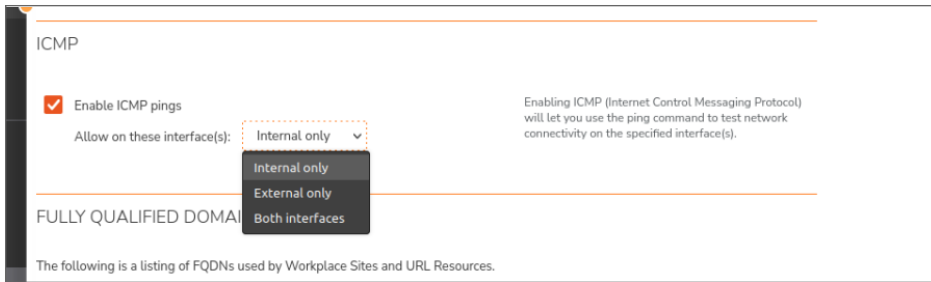 ICMP
Enable ICMP pings
Allow on these interface(s): Internal only
Internal only
External only
Both interfaces
Enabling ICMP (Internet Control Messaging Protocol)
will let you use the ping command to test network
connectivity on the specified interface(s).
FULLY QUALIFIED
The following is a listing of FQDNs used by Workplace Sites and URL Resources.